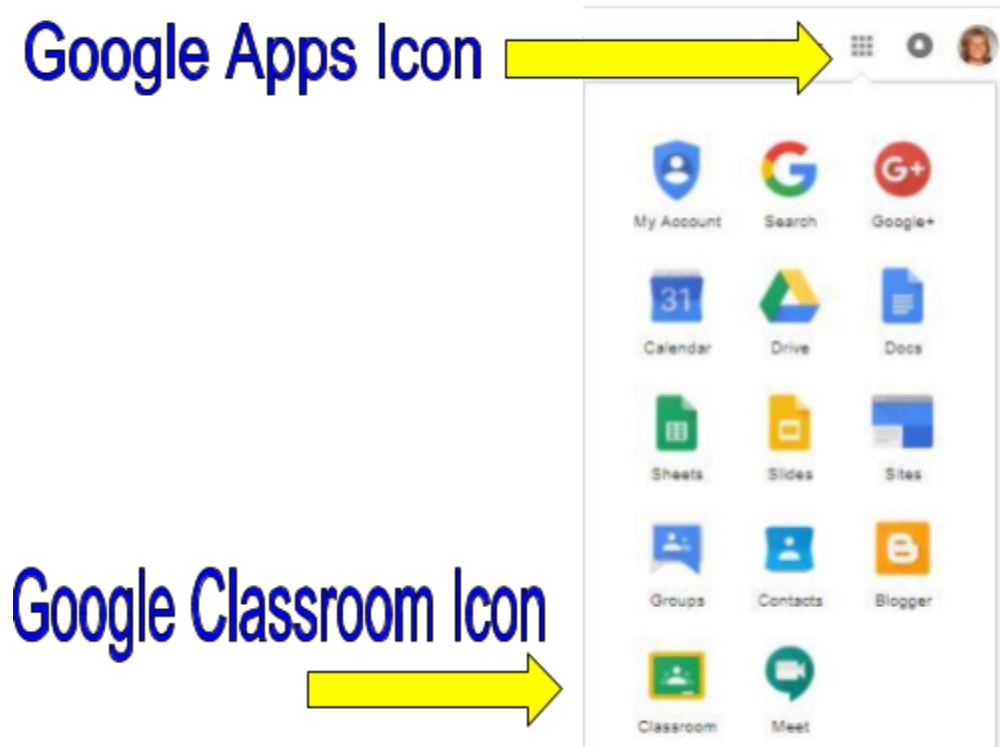 Google Apps Icon
G+
My Account Search Google+
31
Calendar Drive Docs
Sheets Slides Sites
Groups Contacts Blogger
Google Classroom Icon
Classroom Meet